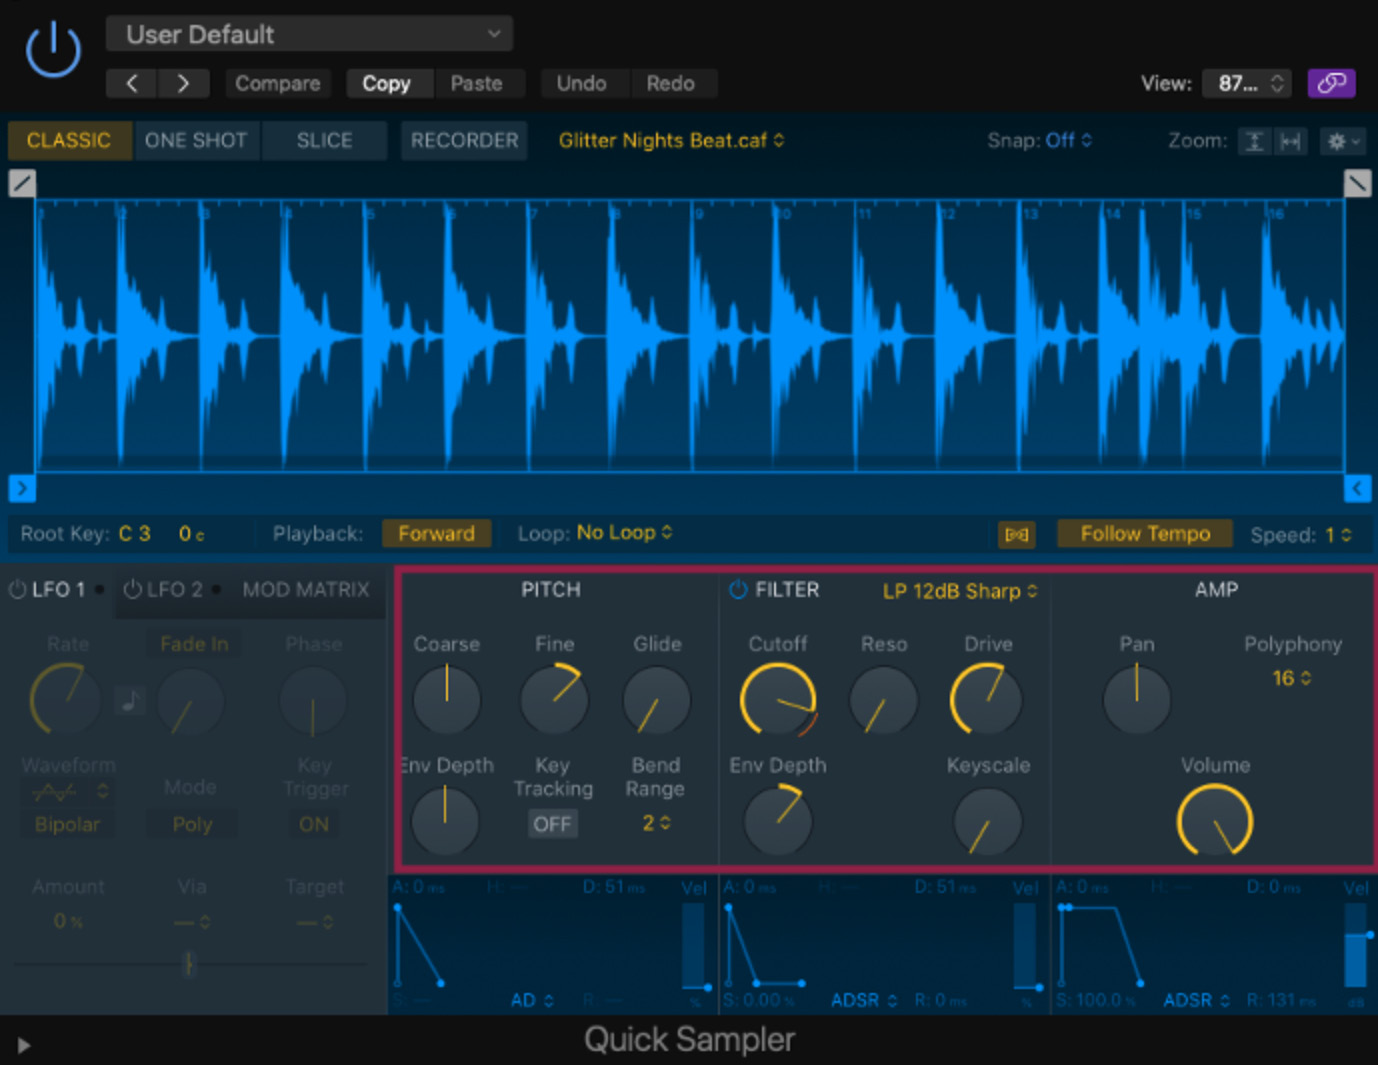 User Default
Compare Copy Paste Undo Redo View: 87...
CLASSIC ONE SHOT SLICE RECORDER Glitter Nights Beat.caf Snap: Off Zoom:
2 3 4 5 6 7 8 9 10 11 12 13 14 15 16
Root Key: C 3 0 c Playback: Forward Loop: No Loop Follow Tempo Speed: 1
LFO 1 LFO 2 MOD MATRIX PITCH FILTER LP 12dB Sharp AMP
Rate Fade In Phase Coarse Fine Glide Cutoff Reso Drive Pan Polyphony
16
Waveform Mode Key Trigger Env Depth Key Tracking Bend Range Env Depth Keyscale Volume
Bipolar Poly ON OFF 2
Amount Via Target A: 0 ms H: — D: 51 ms Vel A: 0 ms H: — D: 51 ms Vel A: 0 ms H: — D: 0 ms Vel
0 % — —
S: — AD R: — % S: 0.00 % ADSR R: 0 ms % S: 100.0 % ADSR R: 131 ms dB
Quick Sampler